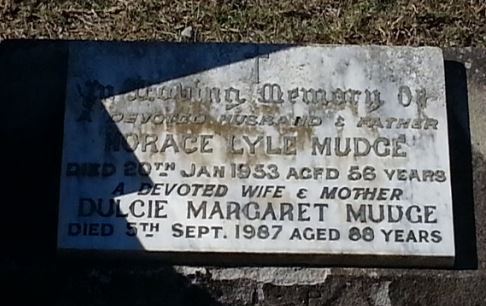 In Loving Memory Of
DEVOTED HUSBAND & FATHER
HORACE LYLE MUDGE
DIED 20TH JAN 1953 AGED 56 YEARS
A DEVOTED WIFE & MOTHER
DULCIE MARGARET MUDGE
DIED 5TH SEPT. 1987 AGED 88 YEARS